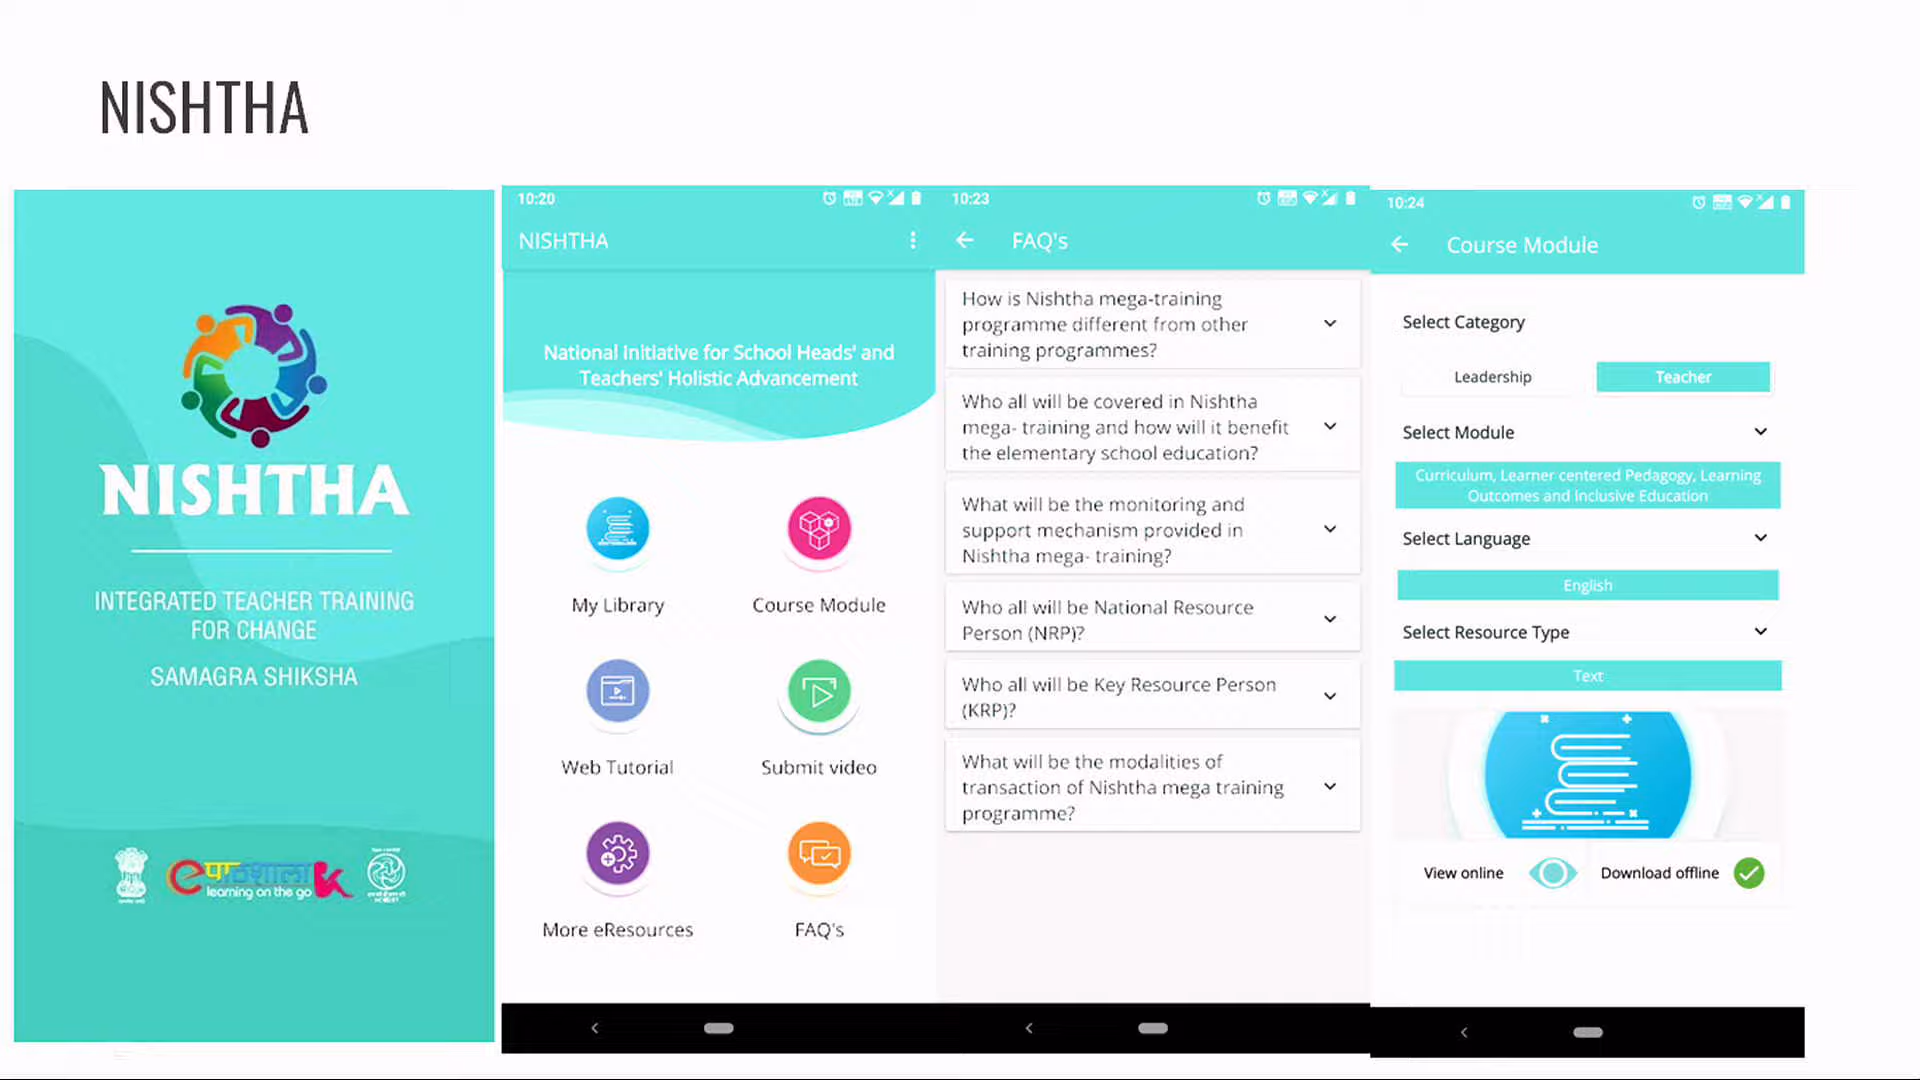 NISHTHA
NISHTHA
INTEGRATED TEACHER TRAINING
FOR CHANGE
SAMAGRA SHIKSHA
eपाठशाला
learning on the go
10:20
NISHTHA
National Initiative for School Heads' and
Teachers' Holistic Advancement
My Library
Course Module
Web Tutorial
Submit video
More eResources
FAQ's
10:23
FAQ's
How is Nishtha mega-training
programme different from other
training programmes?
Who all will be covered in Nishtha
mega- training and how will it benefit
the elementary school education?
What will be the monitoring and
support mechanism provided in
Nishtha mega- training?
Who all will be National Resource
Person (NRP)?
Who all will be Key Resource Person
(KRP)?
What will be the modalities of
transaction of Nishtha mega training
programme?
10:24
Course Module
Select Category
Leadership
Teacher
Select Module
Curriculum, Learner centered Pedagogy, Learning
Outcomes and Inclusive Education
Select Language
English
Select Resource Type
Text
View online
Download offline